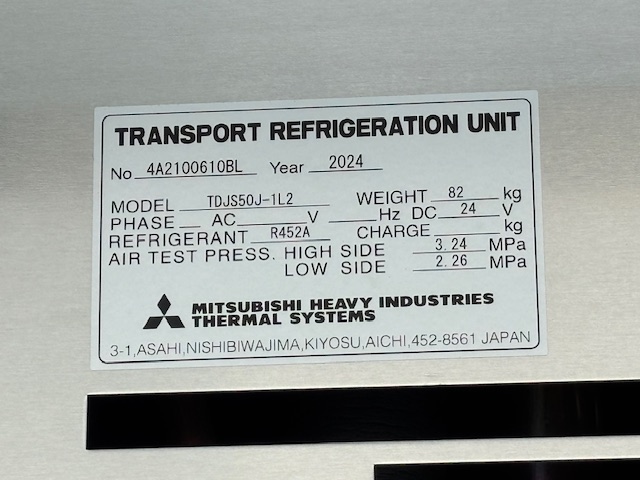 TRANSPORT REFRIGERATION UNIT
No 4A2100610BL Year 2024
MODEL TDJS50J-1L2 WEIGHT 82 kg
PHASE AC V Hz DC 24 V
REFRIGERANT R452A CHARGE kg
AIR TEST PRESS. HIGH SIDE 3.24 MPa
LOW SIDE 2.26 MPa
MITSUBISHI HEAVY INDUSTRIES
THERMAL SYSTEMS
3-1,ASAHI,NISHIBIWAJIMA,KIYOSU,AICHI,452-8561 JAPAN